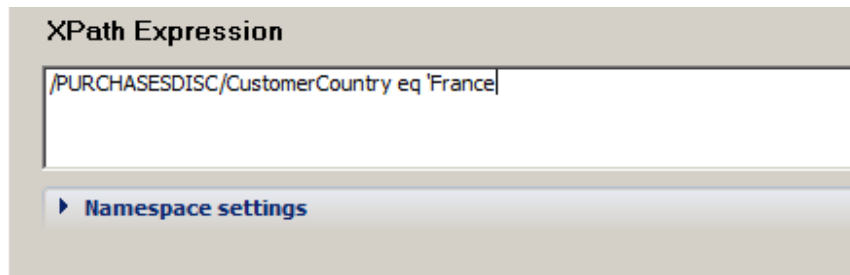 XPath Expression
/PURCHASESDISC/CustomerCountry eq 'France
Namespace settings